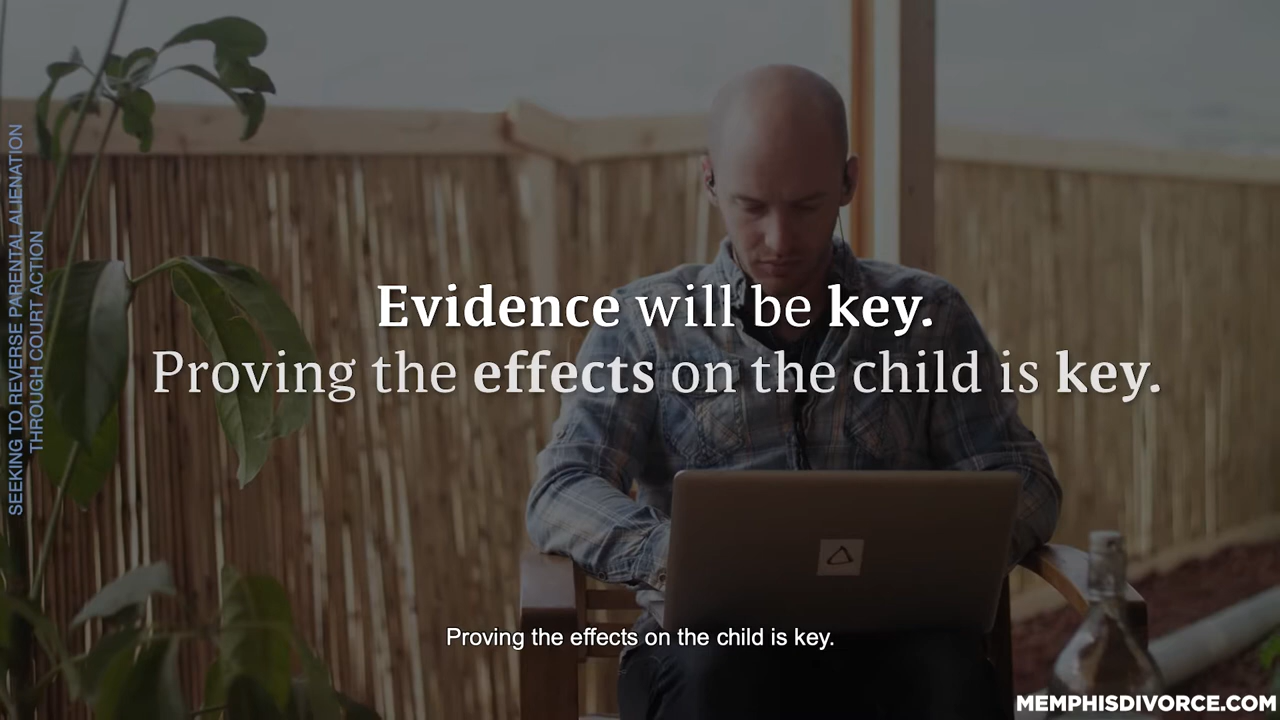 SEEKING TO REVERSE PARENTAL ALIENATION
THROUGH COURT ACTION
Evidence will be key.
Proving the effects on the child is key.
Proving the effects on the child is key.
MEMPHISDIVORCE.COM